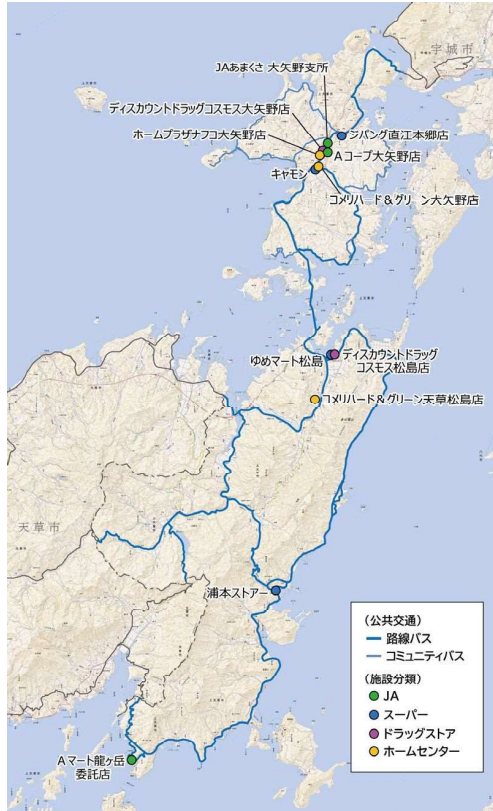 宇城市
JAあまくさ 大矢野支所
ディスカウントドラッグコスモス大矢野店
ホームプラザナフコ大矢野店
ジパング直江本郷店
Aコープ大矢野店
キャモン
コメリハード&グリーン大矢野店
ゆめマート松島
ディスカウントドラッグ
コスモス松島店
コメリハード&グリーン天草松島店
天草市
浦本ストアー
Aマート龍ヶ岳
委託店
(公共交通)
路線バス
コミュニティバス
(施設分類)
JA
スーパー
ドラッグストア
ホームセンター